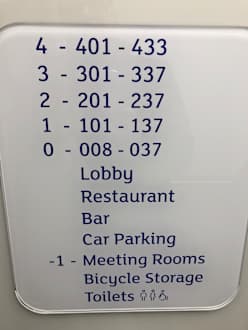 4 - 401 - 433
3 - 301 - 337
2 - 201 - 237
1 - 101 - 137
0 - 008 - 037
Lobby
Restaurant
Bar
Car Parking
-1 - Meeting Rooms
Bicycle Storage
Toilets